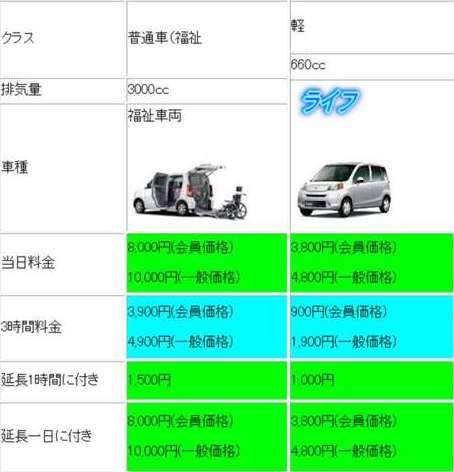 クラス
普通車(福祉
軽
660cc
排気量
3000cc
車種
福祉車両
ライフ
当日料金
8,000円(会員価格)
10,000円(一般価格)
3,800円(会員価格)
4,800円(一般価格)
3時間料金
3,900円(会員価格)
4,900円(一般価格)
900円(会員価格)
1,900円(一般価格)
延長1時間に付き
1,500円
1,000円
延長一日に付き
8,000円(会員価格)
10,000円(一般価格)
3,800円(会員価格)
4,800円(一般価格)